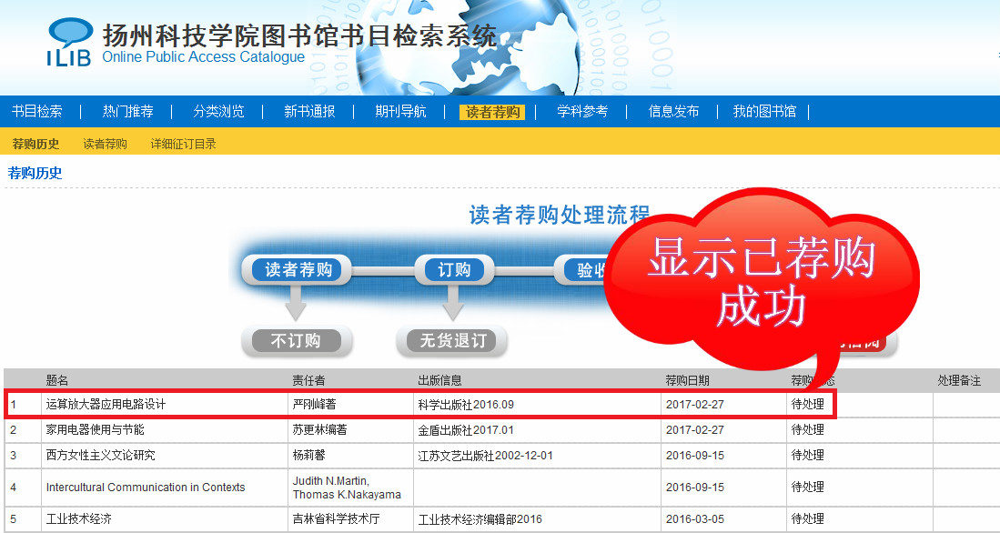 扬州科技学院图书馆书目检索系统
ILIB
Online Public Access Catalogue
书目检索 | 热门推荐 | 分类浏览 | 新书通报 | 期刊导航 | 读者荐购 | 学科参考 | 信息发布 | 我的图书馆 |
荐购历史 读者荐购 详细征订目录
荐购历史
读者荐购处理流程
显示已荐购
成功
读者荐购 订购 验收
不订购 无货退订
题名 责任者 出版信息 荐购日期 荐购 态 处理备注
1 运算放大器应用电路设计 严刚峰著 科学出版社2016.09 2017-02-27 待处理
2 家用电器使用与节能 苏更林编著 金盾出版社2017.01 2017-02-27 待处理
3 西方女性主义文论研究 杨莉馨 江苏文艺出版社2002-12-01 2016-09-15 待处理
4 Intercultural Communication in Contexts Judith N.Martin, 2016-09-15 待处理
Thomas K.Nakayama
5 工业技术经济 吉林省科学技术厅 工业技术经济编辑部2016 2016-03-05 待处理